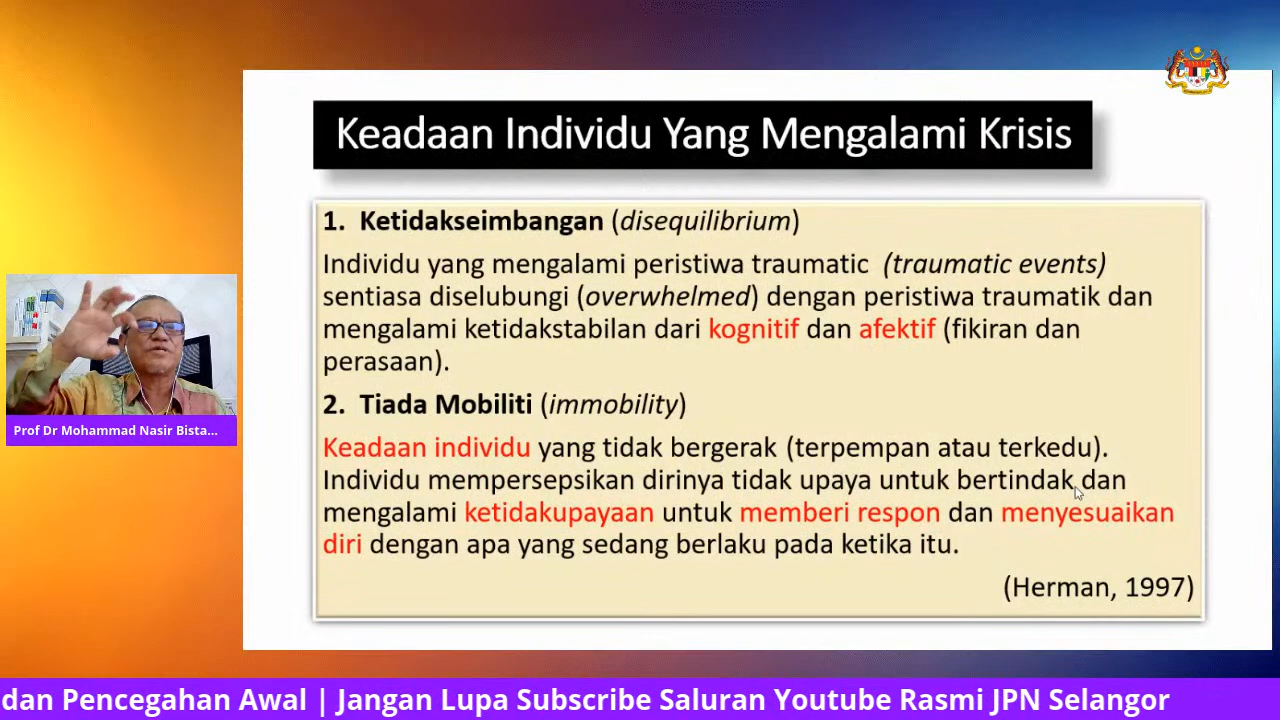 Keadaan Individu Yang Mengalami Krisis
1. Ketidakseimbangan (disequilibrium)
Individu yang mengalami peristiwa traumatic (traumatic events)
sentiasa diselubungi (overwhelmed) dengan peristiwa traumatik dan
mengalami ketidakstabilan dari kognitif dan afektif (fikiran dan
perasaan).
2. Tiada Mobiliti (immobility)
Keadaan individu yang tidak bergerak (terpempan atau terkedu).
Individu mempersepsikan dirinya tidak upaya untuk bertindak dan
mengalami ketidakupayaan untuk memberi respon dan menyesuaikan
diri dengan apa yang sedang berlaku pada ketika itu.
(Herman, 1997)
Prof Dr Mohammad Nasir Bista...
dan Pencegahan Awal | Jangan Lupa Subscribe Saluran Youtube Rasmi JPN Selangor